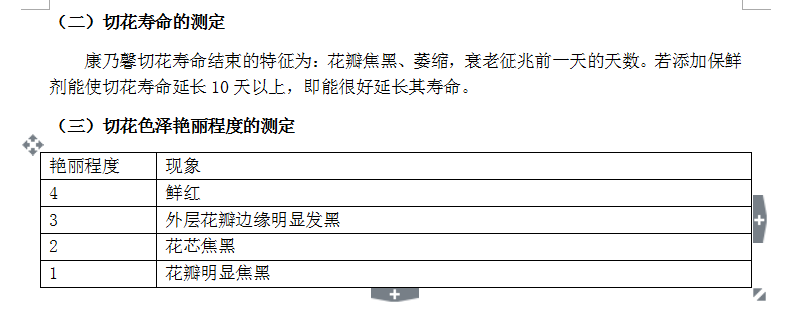 （二）切花寿命的测定
康乃馨切花寿命结束的特征为：花瓣焦黑、萎缩，衰老征兆前一天的天数。若添加保鲜
剂能使切花寿命延长 10 天以上，即能很好延长其寿命。
（三）切花色泽艳丽程度的测定
艳丽程度 现象
4 鲜红
3 外层花瓣边缘明显发黑
2 花芯焦黑
1 花瓣明显焦黑